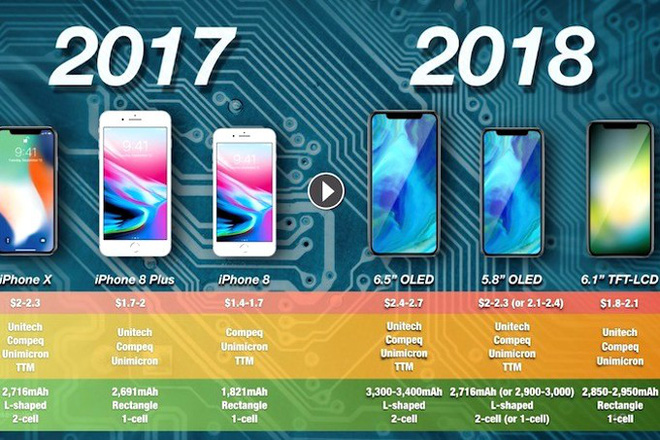 2017 2018
9:41 9:41 9:41
iPhone X iPhone 8 Plus iPhone 8 6.5" OLED 5.8" OLED 6.1" TFT-LCD
$2-2.3 $1.7-2 $1.4-1.7 $2.4-2.7 $2-2.3 (or 2.1-2.4) $1.8-2.1
Unitech Unitech Compeq Unitech Unitech Unitech
Compeq Compeq Unimicron Compeq Compeq Compeq
Unimicron Unimicron TTM Unimicron Unimicron Unimicron
TTM TTM TTM
2,716mAh 2,691mAh 1,821mAh 3,300-3,400mAh 2,716mAh (or 2,900-3,000) 2,850-2,950mAh
L-shaped Rectangle Rectangle L-shaped L-shaped Rectangle
2-cell 1-cell 1-cell 2-cell 2-cell (or 1-cell) 1-cell